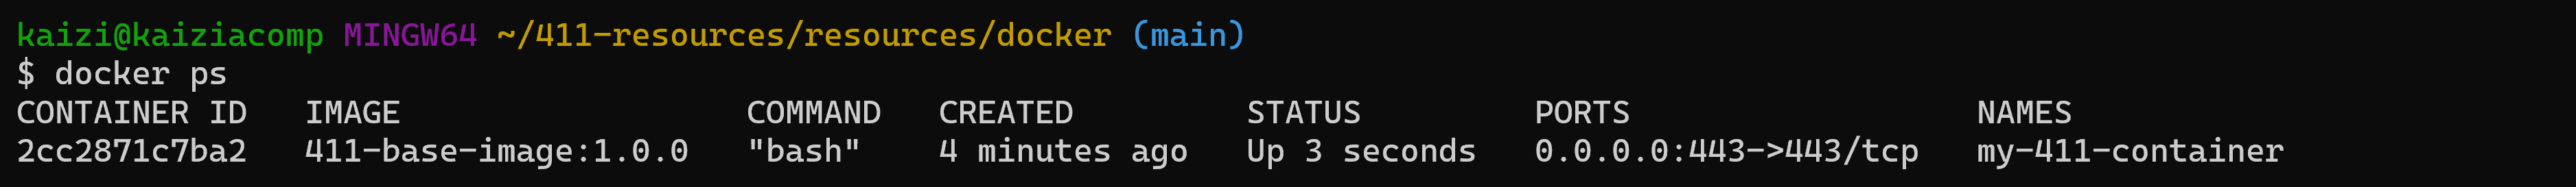 kaizi@kaiziacomp MINGW64 ~/411-resources/resources/docker (main)
$ docker ps
CONTAINER ID   IMAGE                  COMMAND   CREATED         STATUS         PORTS                  NAMES
2cc2871c7ba2   411-base-image:1.0.0   "bash"    4 minutes ago   Up 3 seconds   0.0.0.0:443->443/tcp   my-411-container